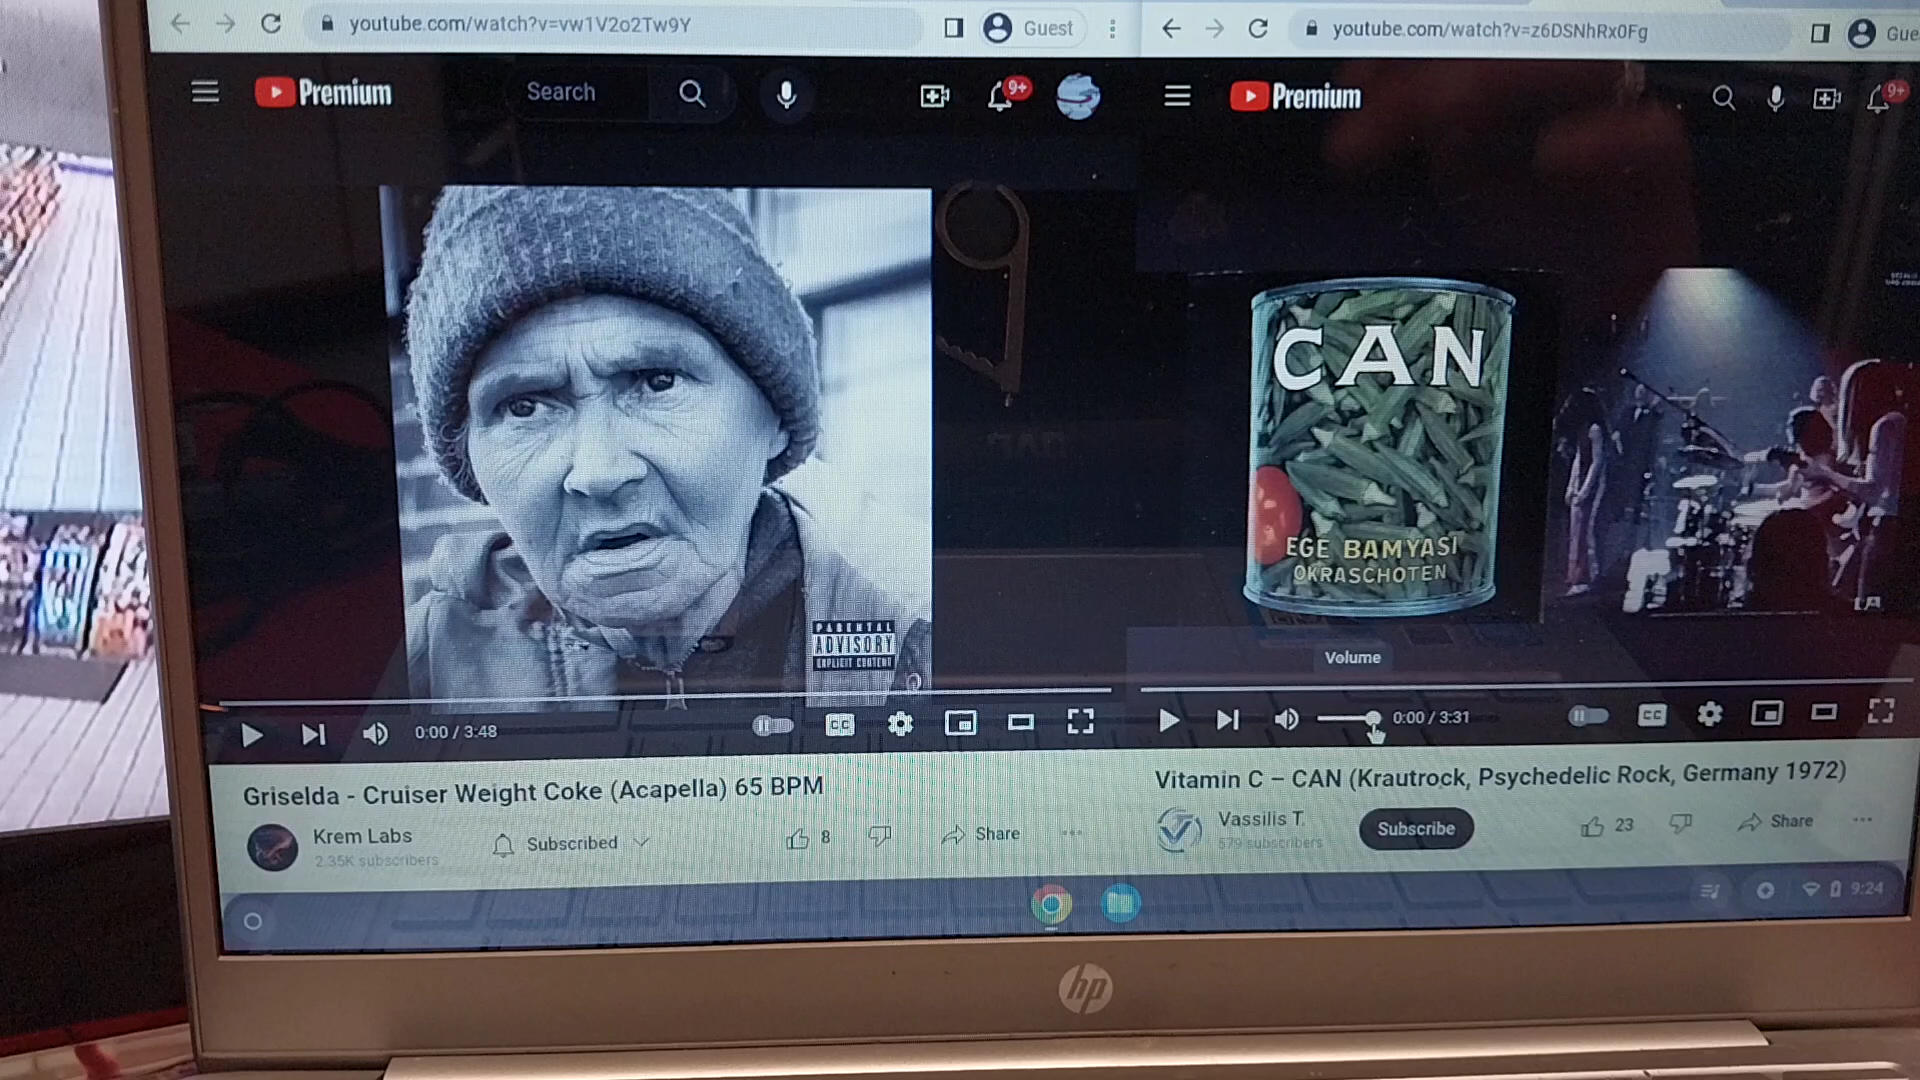 youtube.com/watch?v=vw1V2o2Tw9Y
Guest
youtube.com/watch?v=z6DSNhRx0Fg
Gue
Premium
Search
9+
Premium
9+
CAN
EGE BAMYASI
OKRASCHOTEN
PARENTAL
ADVISORY
EXPLICIT CONTENT
Volume
0:00 / 3:48
CC
0:00 / 3:31
CC
Griselda - Cruiser Weight Coke (Acapella) 65 BPM
Krem Labs
2.35K subscribers
Subscribed
8
Share
Vitamin C – CAN (Krautrock, Psychedelic Rock, Germany 1972)
Vassilis T.
579 subscribers
Subscribe
23
Share
9:24
hp